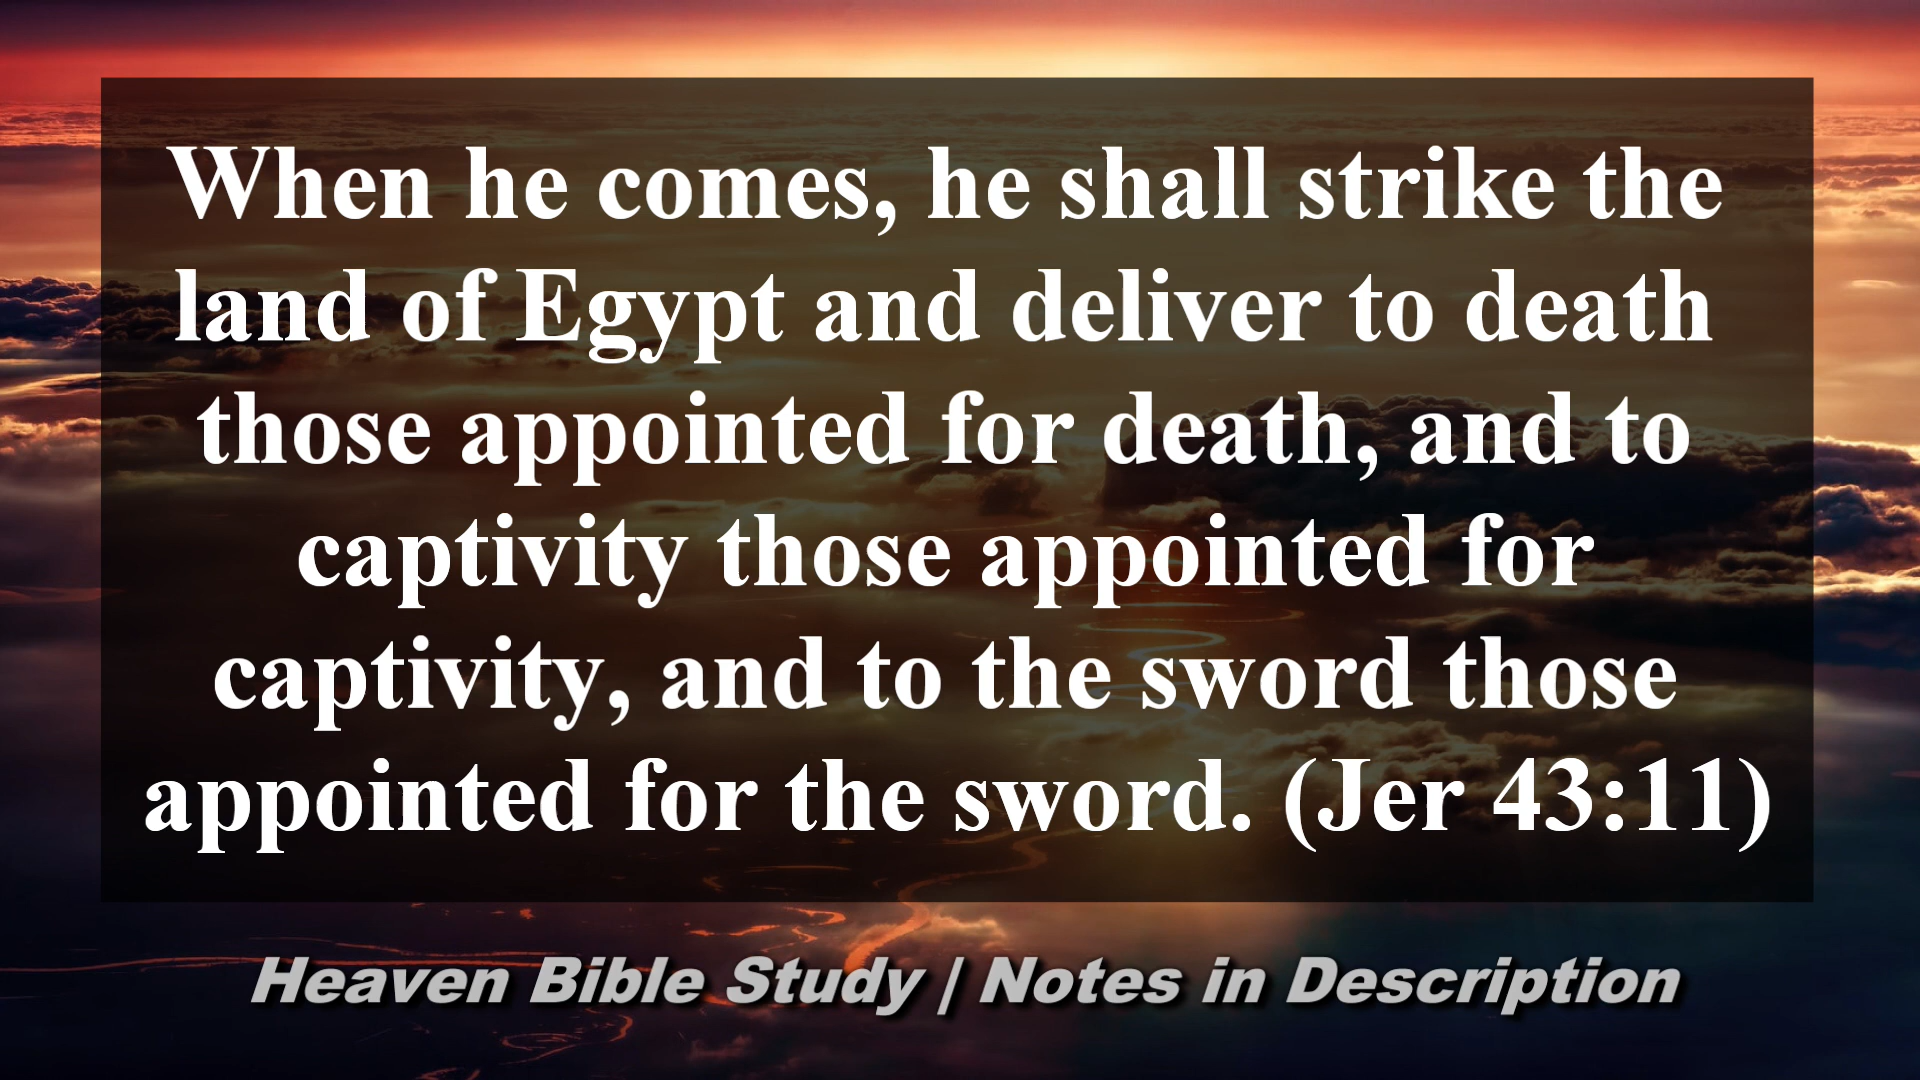 When he comes, he shall strike the
land of Egypt and deliver to death
those appointed for death, and to
captivity those appointed for
captivity, and to the sword those
appointed for the sword. (Jer 43:11)
Heaven Bible Study | Notes in Description